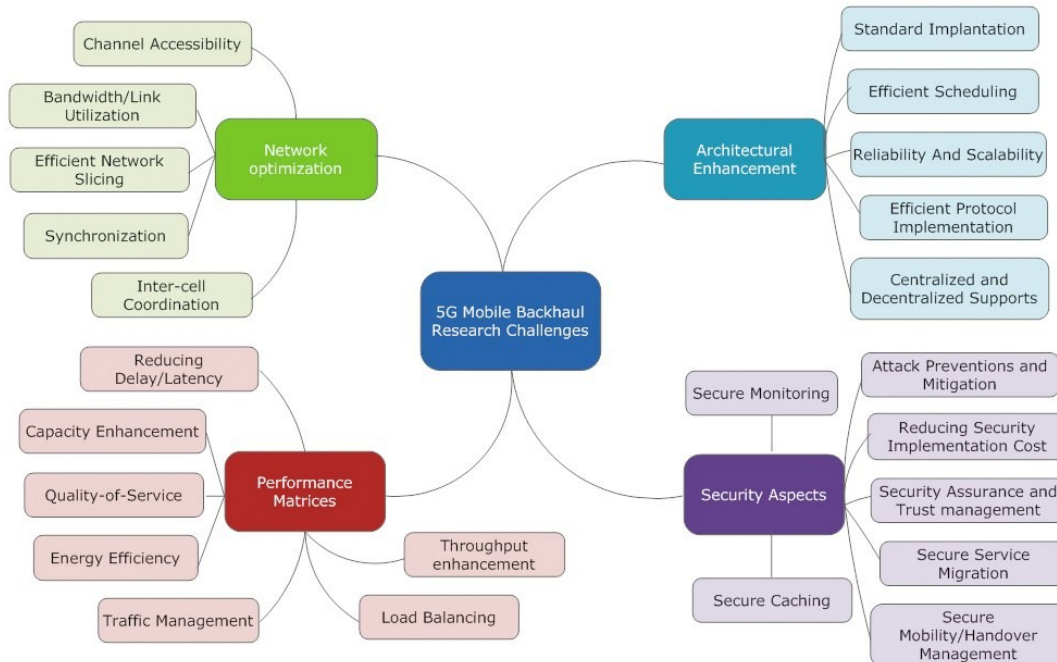 Channel Accessibility
Bandwidth/Link
Utilization
Efficient Network
Slicing
Synchronization
Inter-cell
Coordination
Network
optimization
Standard Implantation
Efficient Scheduling
Reliability And Scalability
Efficient Protocol
Implementation
Centralized and
Decentralized Supports
Architectural
Enhancement
5G Mobile Backhaul
Research Challenges
Reducing
Delay/Latency
Capacity Enhancement
Quality-of-Service
Energy Efficiency
Traffic Management
Performance
Matrices
Throughput
enhancement
Load Balancing
Secure Monitoring
Security Aspects
Secure Caching
Attack Preventions and
Mitigation
Reducing Security
Implementation Cost
Security Assurance and
Trust management
Secure Service
Migration
Secure
Mobility/Handover
Management